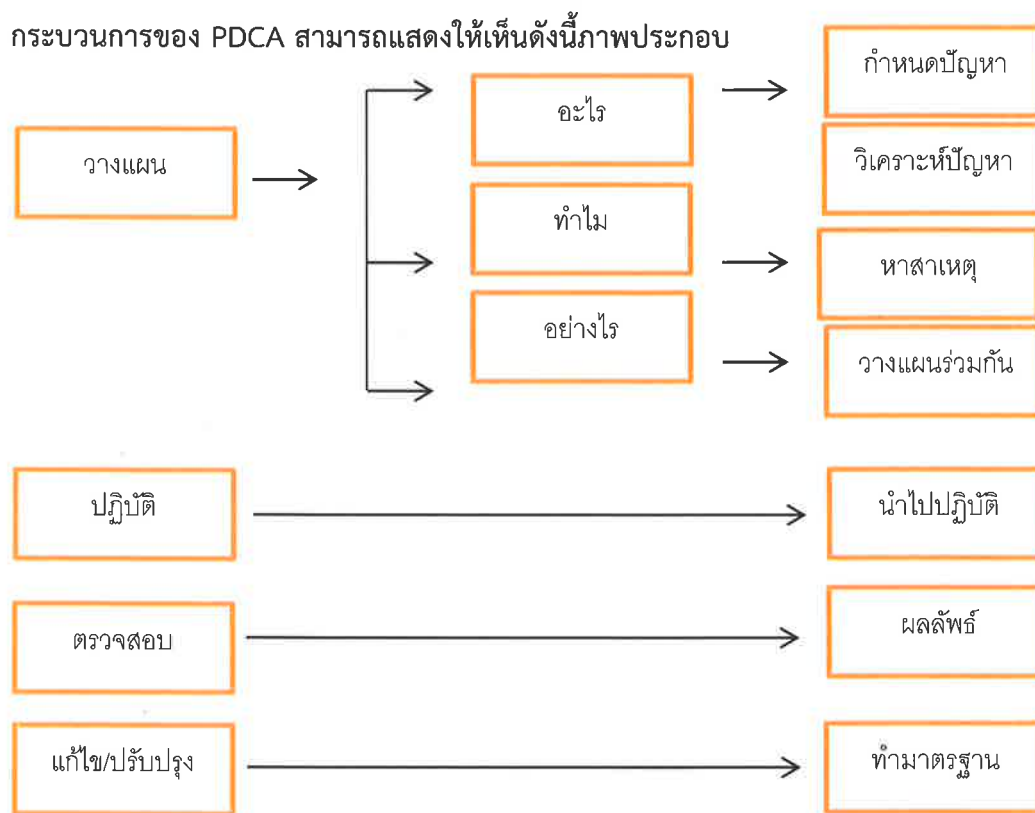 กระบวนการของ PDCA สามารถแสดงให้เห็นดังนี้ภาพประกอบ
วางแผน
อะไร
ทำไม
อย่างไร
กำหนดปัญหา
วิเคราะห์ปัญหา
หาสาเหตุ
วางแผนร่วมกัน
ปฏิบัติ
นำไปปฏิบัติ
ตรวจสอบ
ผลลัพธ์
แก้ไข/ปรับปรุง
ทำมาตรฐาน